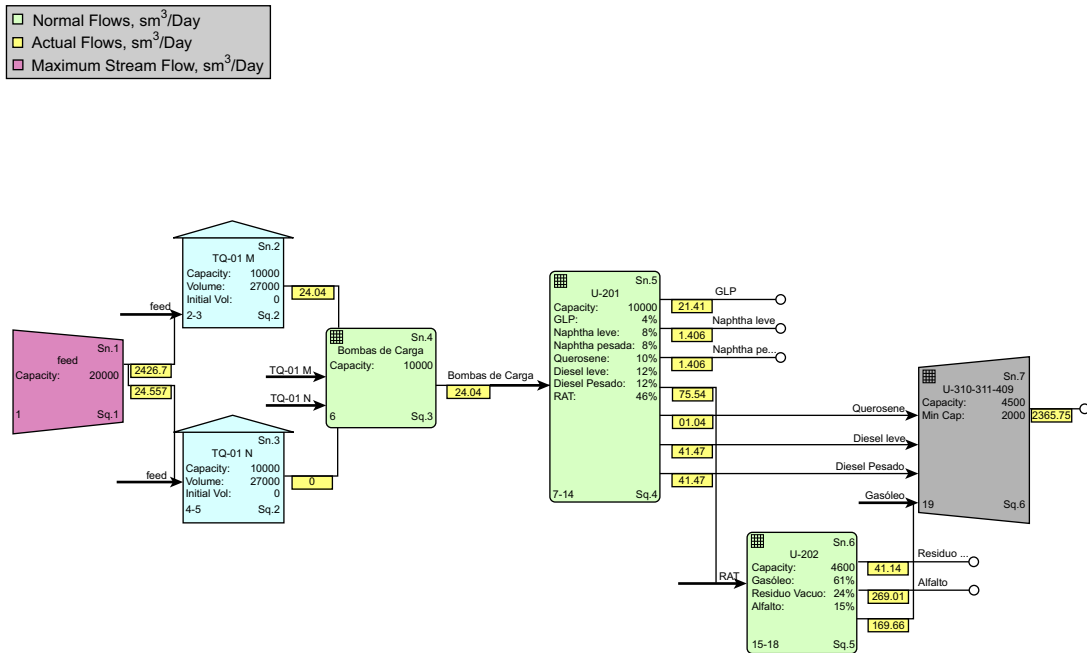 Normal Flows, sm³/Day
Actual Flows, sm³/Day
Maximum Stream Flow, sm³/Day
Sn.1
feed
Capacity: 20000
1 Sq.1
2426.7
24.557
feed
Sn.2
TQ-01 M
Capacity: 10000
Volume: 27000
Initial Vol: 0
2-3 Sq.2
24.04
feed
Sn.3
TQ-01 N
Capacity: 10000
Volume: 27000
Initial Vol: 0
4-5 Sq.2
0
TQ-01 M
TQ-01 N
Sn.4
Bombas de Carga
Capacity: 10000
6 Sq.3
Bombas de Carga
24.04
Sn.5
U-201
Capacity: 10000
GLP: 4%
Naphtha leve: 8%
Naphtha pesada: 8%
Querosene: 10%
Diesel leve: 12%
Diesel Pesado: 12%
RAT: 46%
7-14 Sq.4
GLP
21.41
Naphtha leve
1.406
Naphtha pe...
1.406
75.54
Querosene
01.04
Diesel leve
41.47
Diesel Pesado
41.47
Gasóleo
Sn.7
U-310-311-409
Capacity: 4500
Min Cap: 2000
19 Sq.6
2365.75
RAT
Sn.6
U-202
Capacity: 4600
Gasóleo: 61%
Residuo Vacuo: 24%
Alfalto: 15%
15-18 Sq.5
Residuo ...
41.14
Alfalto
269.01
169.66